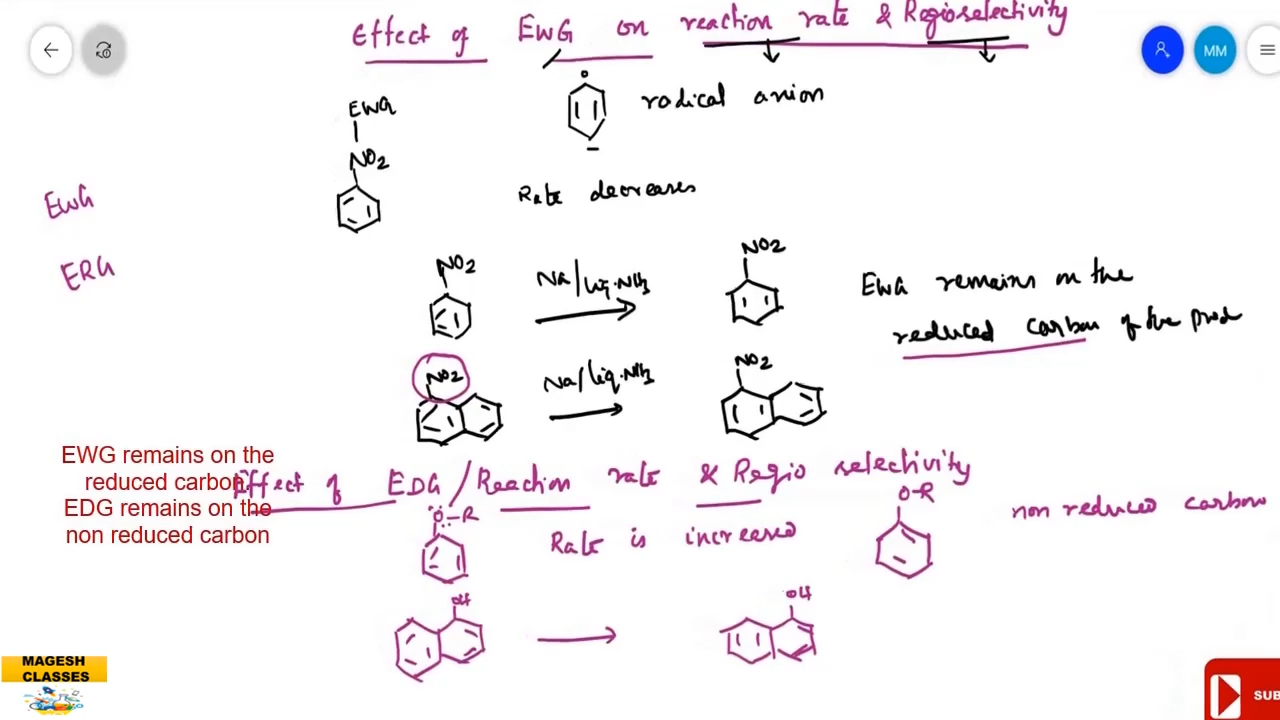 Effect of EWG on reaction rate & Regioselectivity
MM
EWG
radical anion
NO2
EWG
Rate decreases
ERG
NO2
Na/liq.NH3
NO2
EWG remains on the
reduced carbon of the prod
NO2
Na/liq.NH3
NO2
EWG remains on the
reduced carbon.
EDG remains on the
non reduced carbon
Effect of EDG / Reaction rate & Regio selectivity
O-R
Rate is increased
O-R
non reduced carbon
OH
OH
MAGESH
CLASSES
SUB